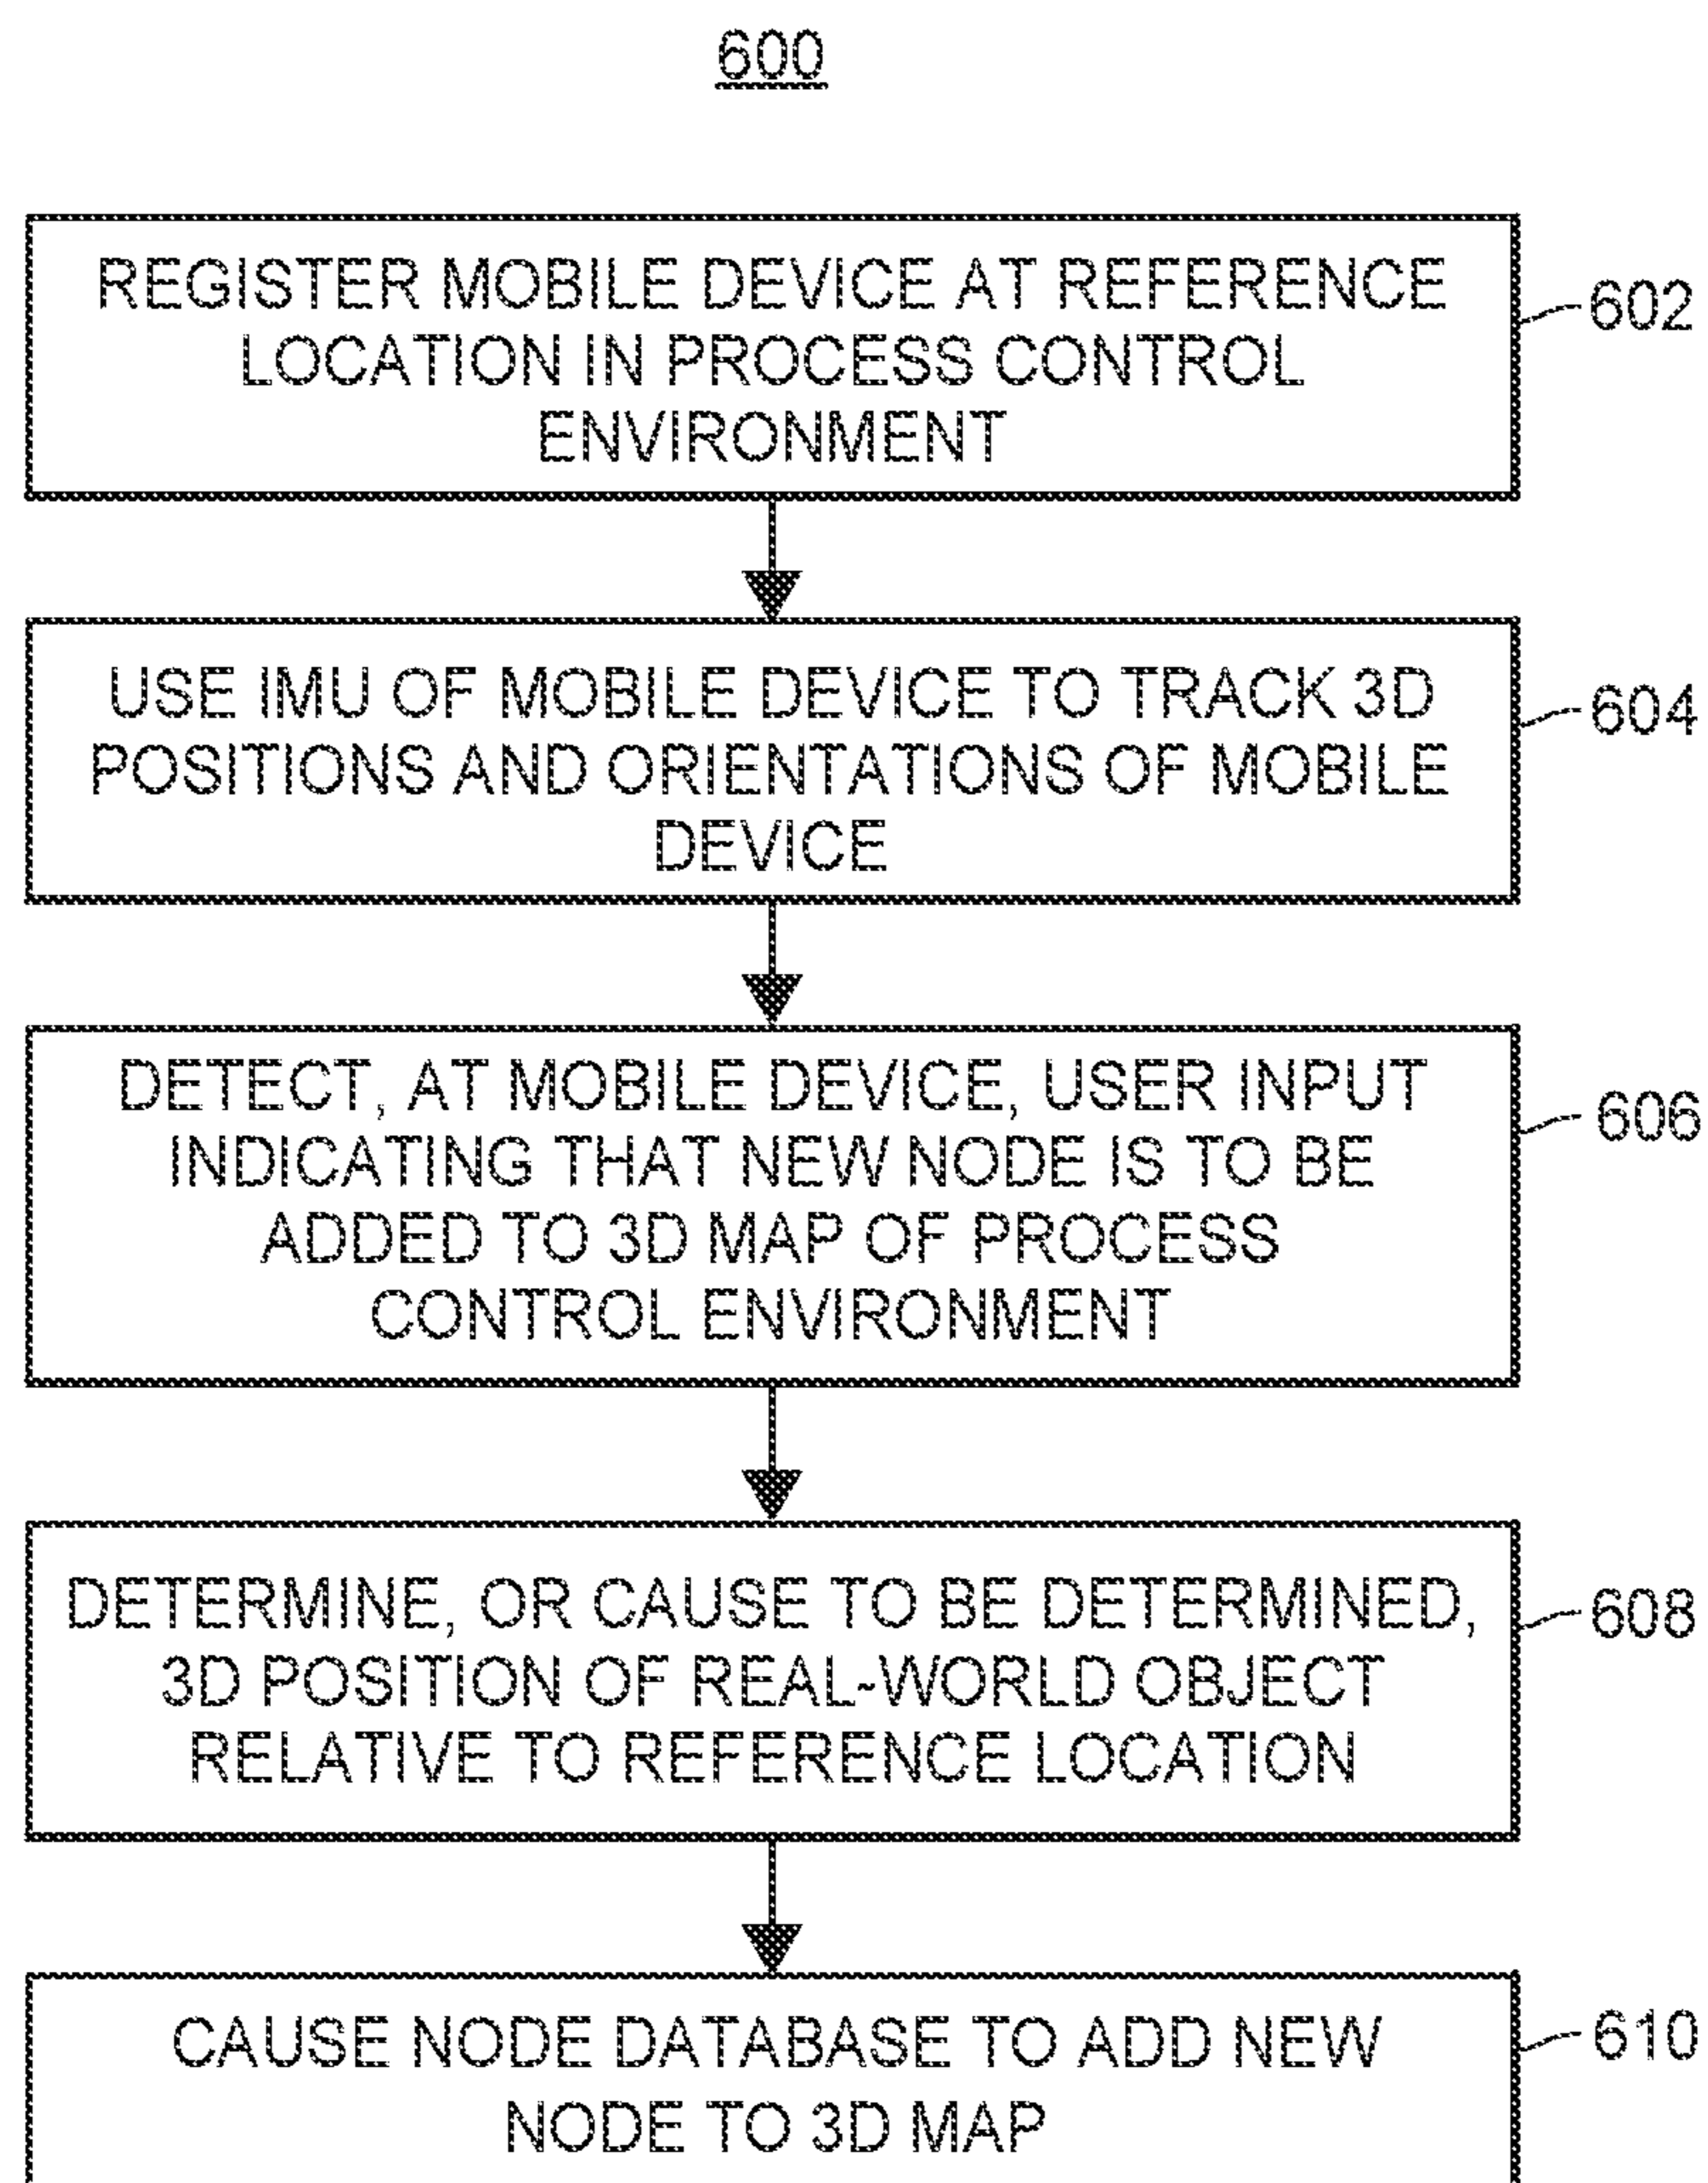 600
REGISTER MOBILE DEVICE AT REFERENCE
LOCATION IN PROCESS CONTROL
ENVIRONMENT
602
USE IMU OF MOBILE DEVICE TO TRACK 3D
POSITIONS AND ORIENTATIONS OF MOBILE
DEVICE
604
DETECT, AT MOBILE DEVICE, USER INPUT
INDICATING THAT NEW NODE IS TO BE
ADDED TO 3D MAP OF PROCESS
CONTROL ENVIRONMENT
606
DETERMINE, OR CAUSE TO BE DETERMINED,
3D POSITION OF REAL-WORLD OBJECT
RELATIVE TO REFERENCE LOCATION
608
CAUSE NODE DATABASE TO ADD NEW
NODE TO 3D MAP
610